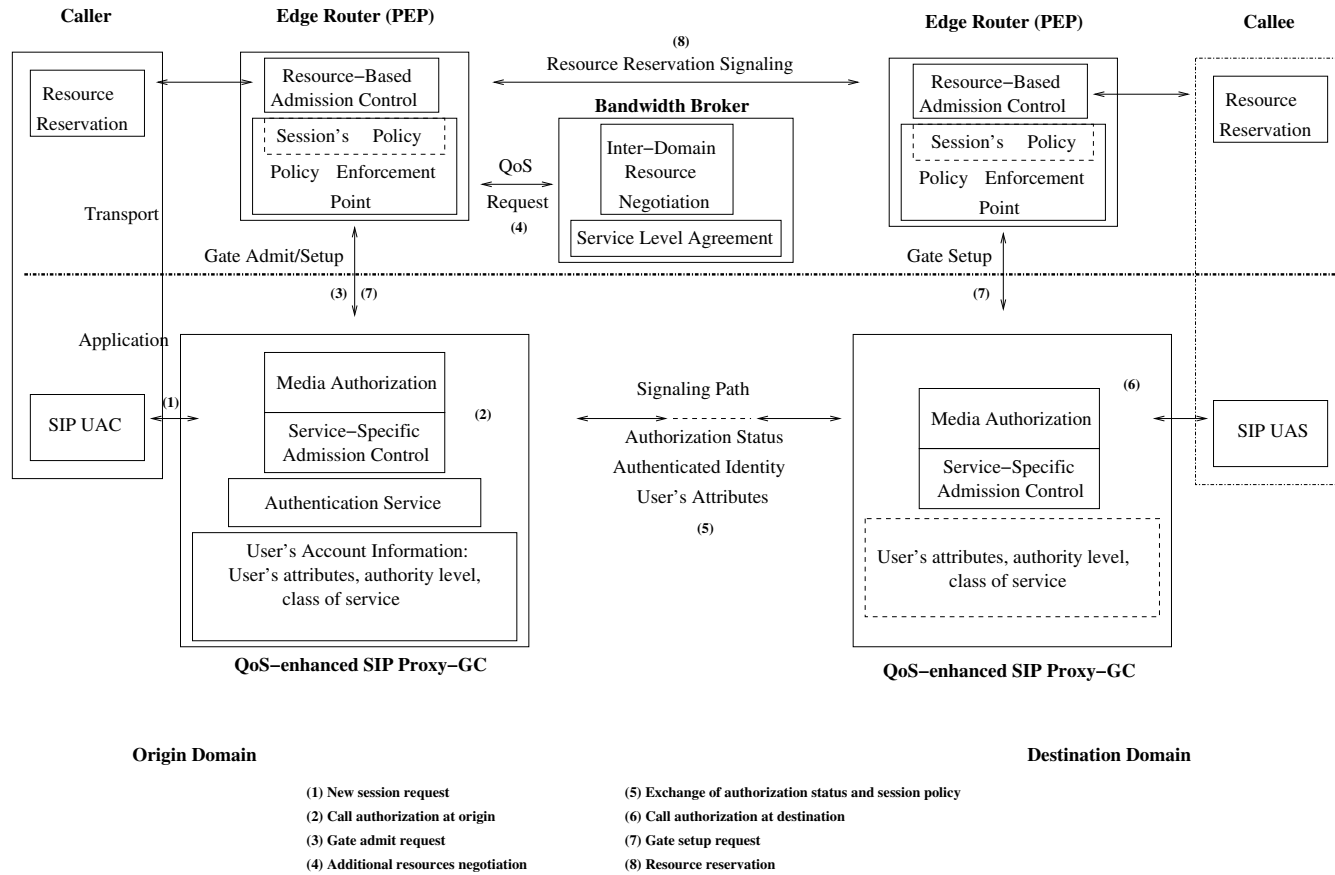 Caller
Edge Router (PEP)
Edge Router (PEP)
Callee
Resource
Reservation
Resource−Based
Admission Control
Session's Policy
Policy Enforcement
Point
(8)
Resource Reservation Signaling
Bandwidth Broker
Inter−Domain
Resource
Negotiation
Service Level Agreement
QoS
Request
(4)
Resource−Based
Admission Control
Session's Policy
Policy Enforcement
Point
Resource
Reservation
Transport
Gate Admit/Setup
Gate Setup
(3) (7)
(7)
Application
SIP UAC
(1)
Media Authorization
(2)
Service−Specific
Admission Control
Authentication Service
User's Account Information:
User's attributes, authority level,
class of service
QoS−enhanced SIP Proxy−GC
Signaling Path
Authorization Status
Authenticated Identity
User's Attributes
(5)
(6)
Media Authorization
Service−Specific
Admission Control
User's attributes, authority level,
class of service
QoS−enhanced SIP Proxy−GC
SIP UAS
Origin Domain
Destination Domain
(1) New session request
(2) Call authorization at origin
(3) Gate admit request
(4) Additional resources negotiation
(5) Exchange of authorization status and session policy
(6) Call authorization at destination
(7) Gate setup request
(8) Resource reservation